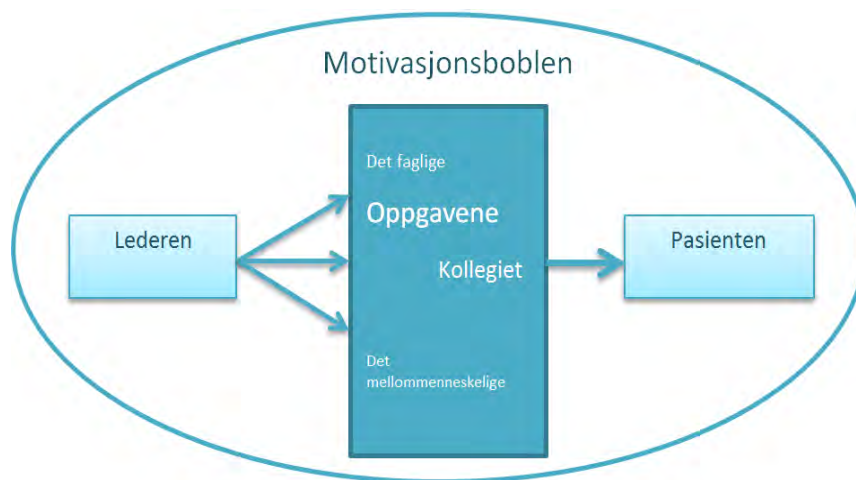 Motivasjonsboblen
Lederen
Det faglige
Oppgavene
Kollegiet
Det
mellommenneskelige
Pasienten